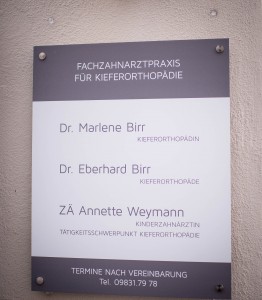 FACHZAHNARZTPRAXIS
FÜR KIEFERORTHOPÄDIE
Dr. Marlene Birr
KIEFERORTHOPÄDIN
Dr. Eberhard Birr
KIEFERORTHOPÄDE
ZÄ Annette Weymann
KINDERZAHNÄRTIN
TÄTIGKEITSSCHWERPUNKT KIEFERORTHOPÄDIE
TERMINE NACH VEREINBARUNG
Tel. 09831.79 78